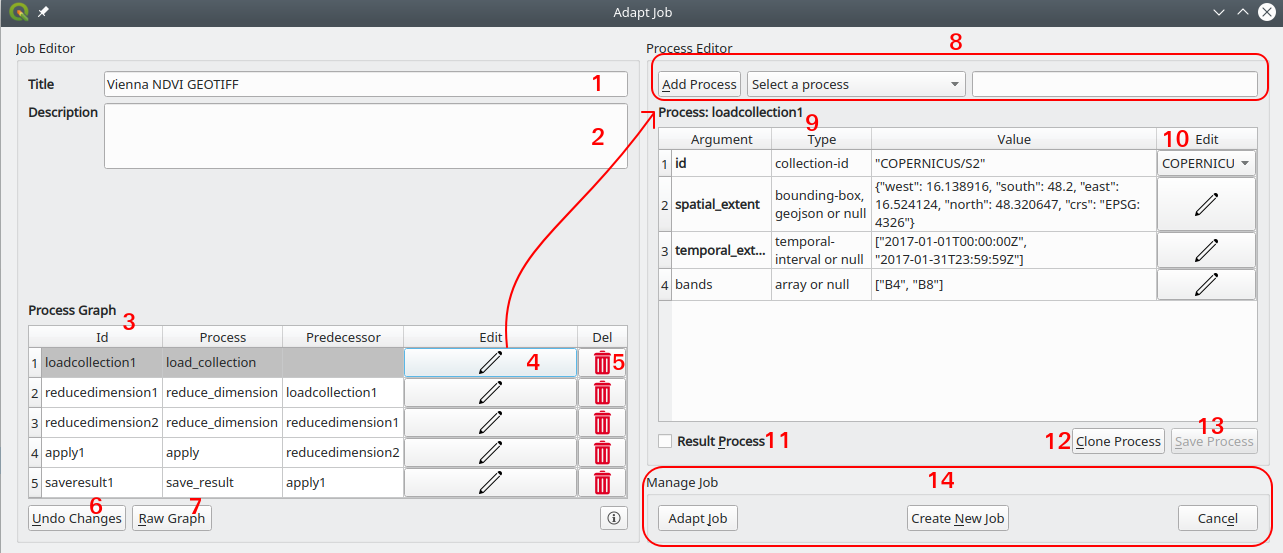 Adapt Job
Job Editor
Title
Vienna NDVI GEOTIFF
1
Description
2
Process Graph
3
Id Process Predecessor Edit Del
1 loadcollection1 load_collection 4 5
2 reducedimension1 reduce_dimension loadcollection1
3 reducedimension2 reduce_dimension reducedimension1
4 apply1 apply reducedimension2
5 saveresult1 save_result apply1
6 7
Undo Changes Raw Graph
Process Editor
8
Add Process Select a process
Process: loadcollection1
9
Argument Type Value 10 Edit
1 id collection-id "COPERNICUS/S2" COPERNICU
2 spatial_extent
bounding-box,
geojson or null
{"west": 16.138916, "south": 48.2, "east":
16.524124, "north": 48.320647, "crs": "EPSG:
4326"}
3 temporal_ext...
temporal-
interval or null
["2017-01-01T00:00:00Z",
"2017-01-31T23:59:59Z"]
4 bands array or null ["B4", "B8"]
Result Process 11 12 Clone Process 13 Save Process
Manage Job
14
Adapt Job Create New Job Cancel